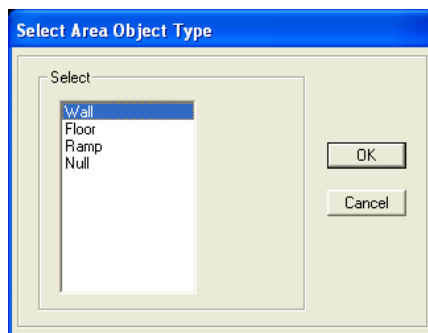 Select Area Object Type
Select
Wall
Floor
Ramp
Null
OK
Cancel